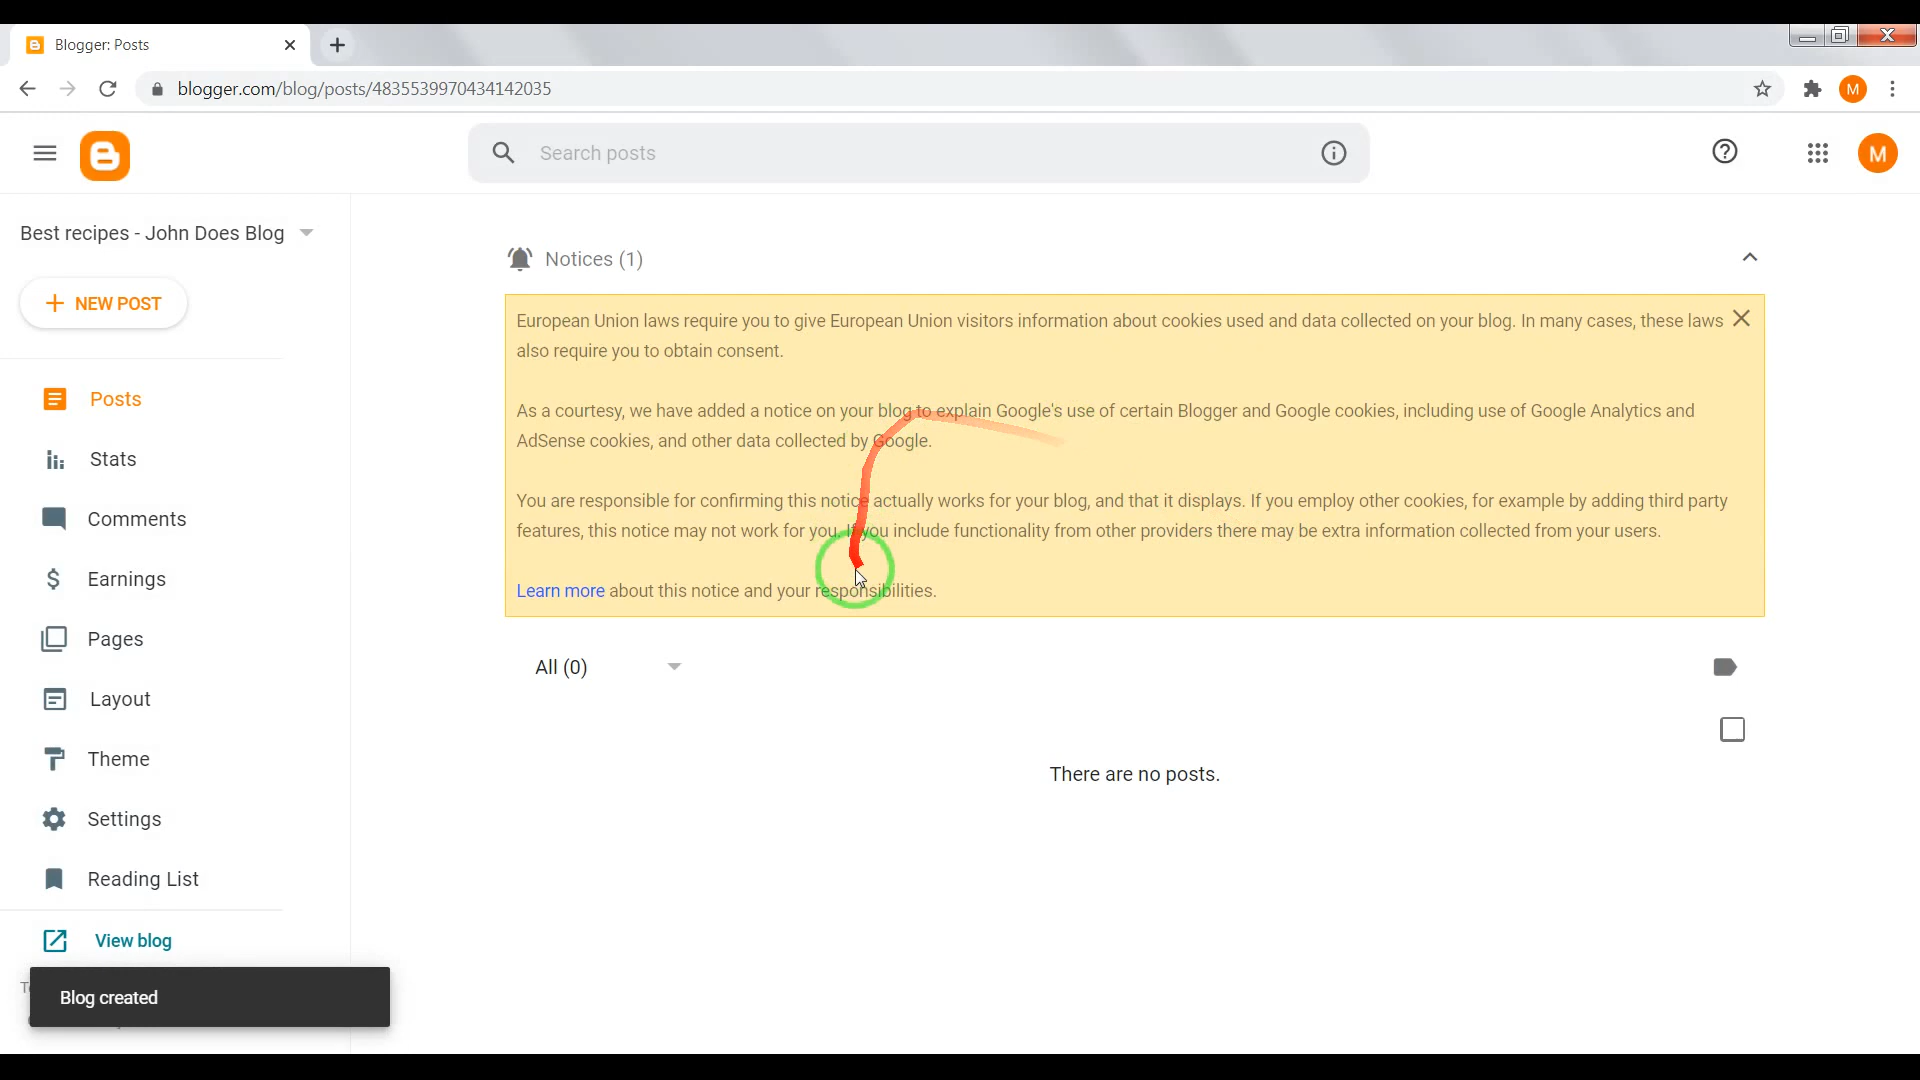 Blogger: Posts
blogger.com/blog/posts/4835539970434142035
M
Search posts
M
Best recipes - John Does Blog
NEW POST
Posts
Stats
Comments
Earnings
Pages
Layout
Theme
Settings
Reading List
View blog
Blog created
Notices (1)
European Union laws require you to give European Union visitors information about cookies used and data collected on your blog. In many cases, these laws
also require you to obtain consent.
As a courtesy, we have added a notice on your blog to explain Google's use of certain Blogger and Google cookies, including use of Google Analytics and
AdSense cookies, and other data collected by Google.
You are responsible for confirming this notice actually works for your blog, and that it displays. If you employ other cookies, for example by adding third party
features, this notice may not work for you. If you include functionality from other providers there may be extra information collected from your users.
Learn more about this notice and your responsibilities.
All (0)
There are no posts.